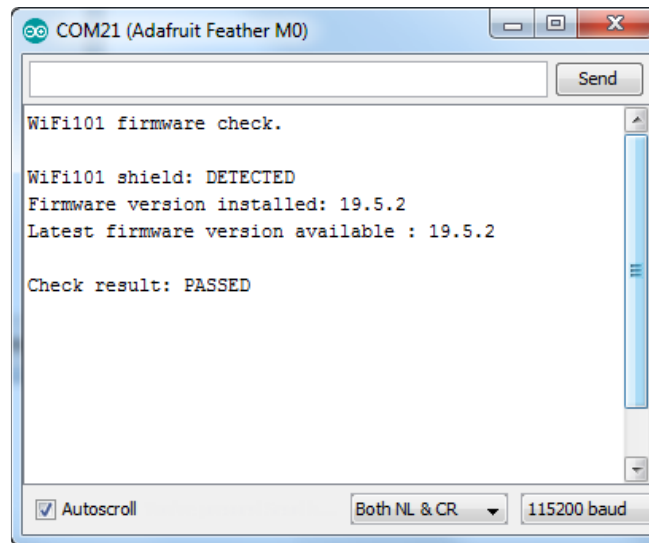 COM21 (Adafruit Feather M0)
Send
WiFi101 firmware check.
WiFi101 shield: DETECTED
Firmware version installed: 19.5.2
Latest firmware version available : 19.5.2
Check result: PASSED
Autoscroll
Both NL & CR
115200 baud